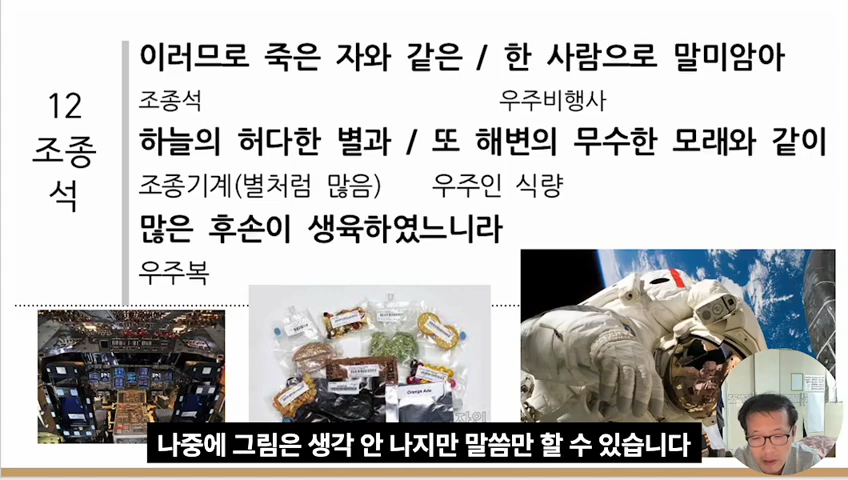 이러므로 죽은 자와 같은 / 한 사람으로 말미암아
조종석 우주비행사
12
조종
석
하늘의 허다한 별과 / 또 해변의 무수한 모래와 같이
조종기계(별처럼 많음) 우주인 식량
많은 후손이 생육하였느니라
우주복
나중에 그림은 생각 안 나지만 말씀만 할 수 있습니다